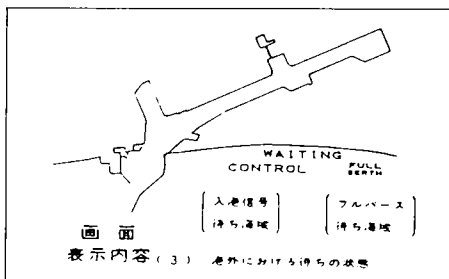 WAITING
CONTROL
FULL
BERTH
入港信号
待ち海域
フルバース
待ち海域
画面
表示内容(3) 港外における待ちの状態